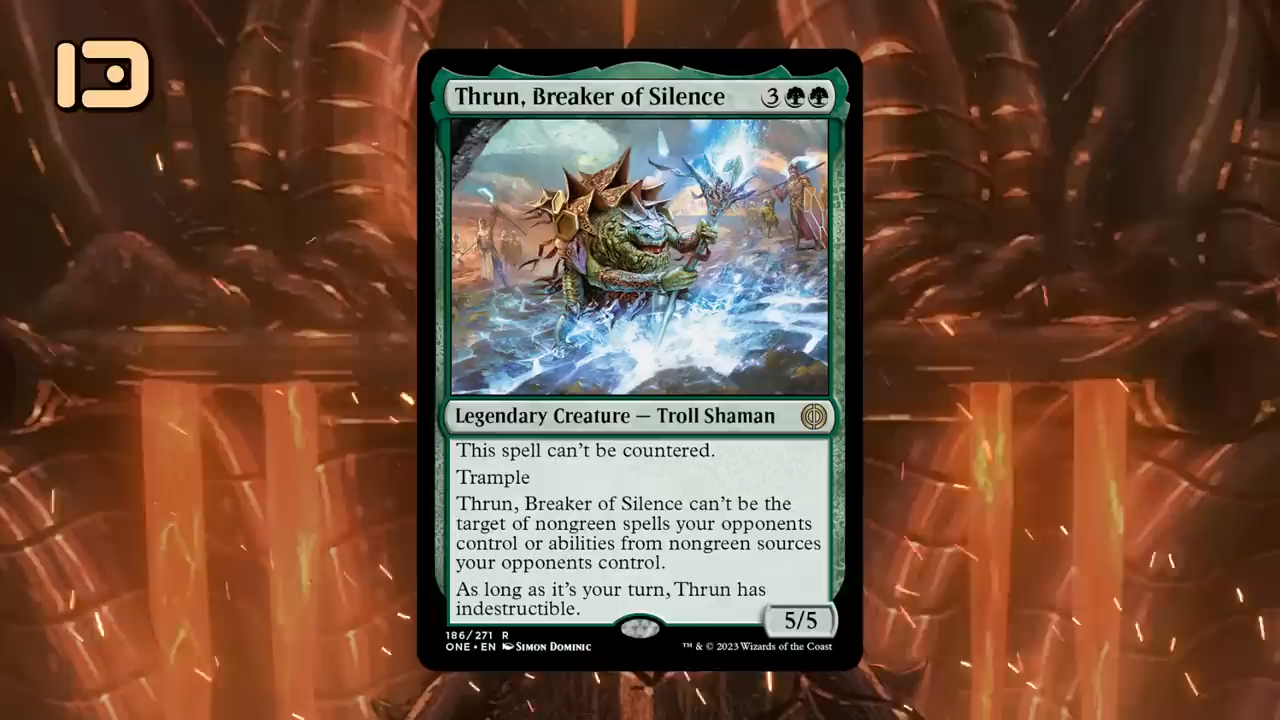 Thrun, Breaker of Silence 3
Legendary Creature — Troll Shaman
This spell can't be countered.
Trample
Thrun, Breaker of Silence can't be the
target of nongreen spells your opponents
control or abilities from nongreen sources
your opponents control.
As long as it's your turn, Thrun has
indestructible.
5/5
186/271 R
ONE • EN SIMON DOMINIC
™ & © 2023 Wizards of the Coast